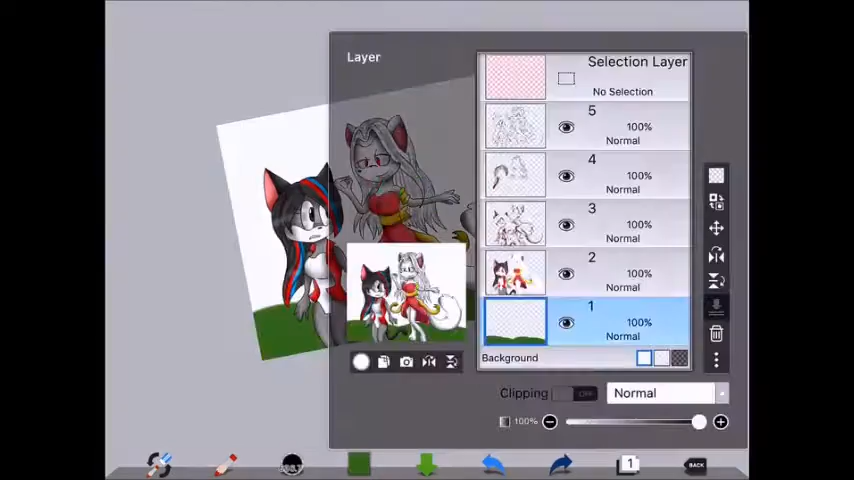 Layer
Selection Layer
No Selection
5
100%
Normal
4
100%
Normal
3
100%
Normal
2
100%
Normal
1
100%
Normal
Background
Clipping OFF Normal
100%
1
BACK